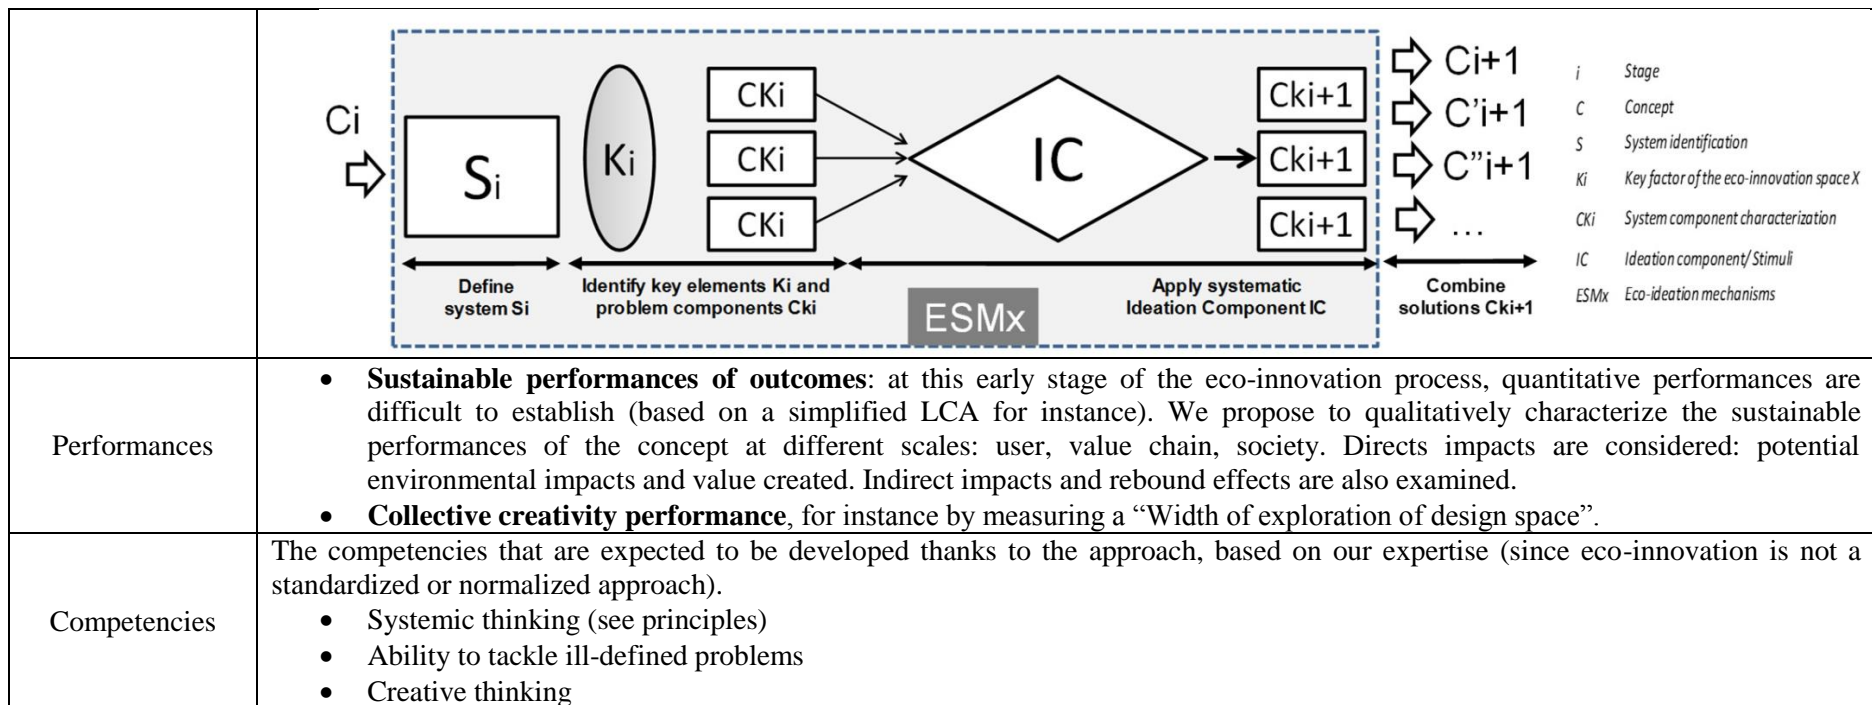 Ci
Si
Ki
CKi
CKi
CKi
IC
Cki+1
Cki+1
Cki+1
Ci+1
C’i+1
C”i+1
...
Define
system Si
Identify key elements Ki and
problem components Cki
ESMx
Apply systematic
Ideation Component IC
Combine
solutions Cki+1
i Stage
C Concept
S System identification
Ki Key factor of the eco-innovation space X
CKi System component characterization
IC Ideation component/ Stimuli
ESMx Eco-ideation mechanisms
Performances
• Sustainable performances of outcomes: at this early stage of the eco-innovation process, quantitative performances are
difficult to establish (based on a simplified LCA for instance). We propose to qualitatively characterize the sustainable
performances of the concept at different scales: user, value chain, society. Directs impacts are considered: potential
environmental impacts and value created. Indirect impacts and rebound effects are also examined.
• Collective creativity performance, for instance by measuring a “Width of exploration of design space”.
Competencies
The competencies that are expected to be developed thanks to the approach, based on our expertise (since eco-innovation is not a
standardized or normalized approach).
• Systemic thinking (see principles)
• Ability to tackle ill-defined problems
• Creative thinking